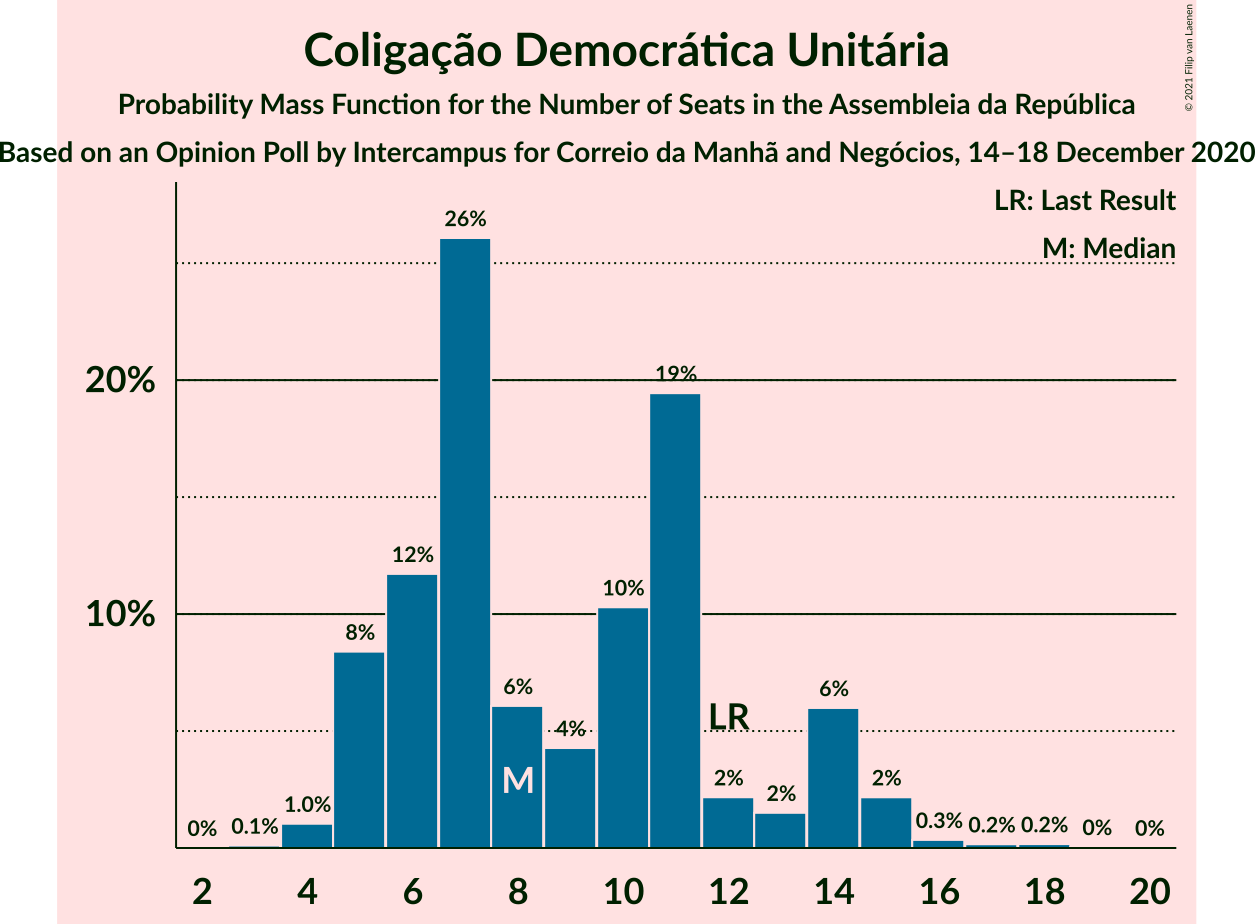 Coligação Democrática Unitária
Probability Mass Function for the Number of Seats in the Assembleia da República
Based on an Opinion Poll by Intercampus for Correio da Manhã and Negócios, 14–18 December 2020
© 2021 Filip van Laenen
LR: Last Result
M: Median
20%
10%
0%
0.1%
1.0%
8%
12%
26%
6%
4%
10%
19%
2%
2%
6%
2%
0.3%
0.2%
0.2%
0%
0%
M
LR
2 4 6 8 10 12 14 16 18 20